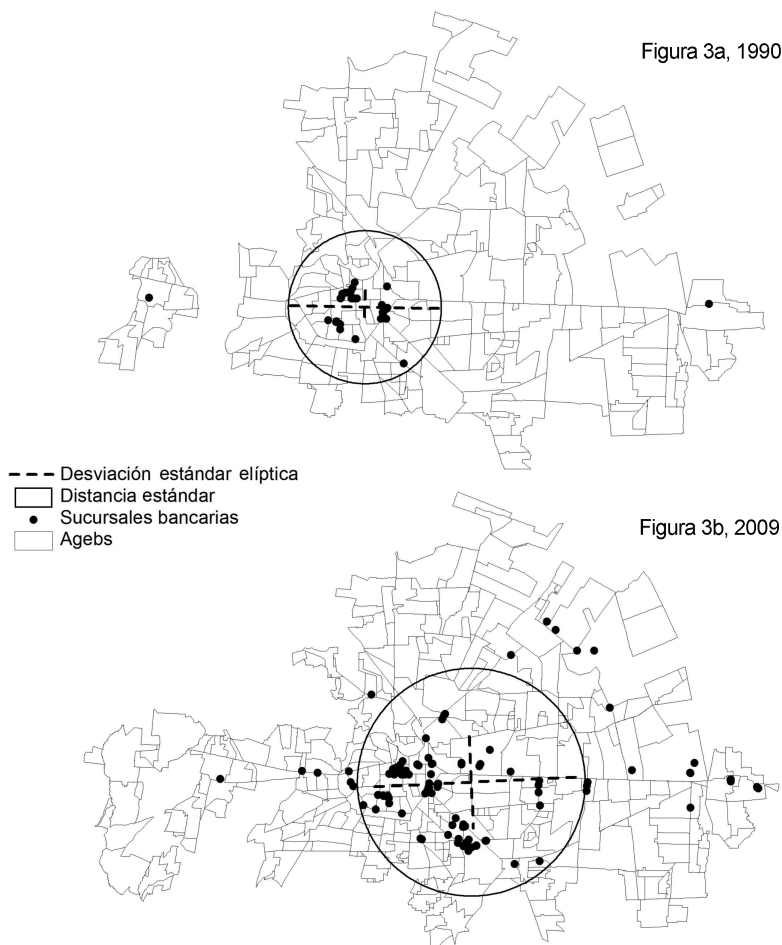 Figura 3a, 1990
Desviación estándar elíptica
Distancia estándar
Sucursales bancarias
Agebs
Figura 3b, 2009